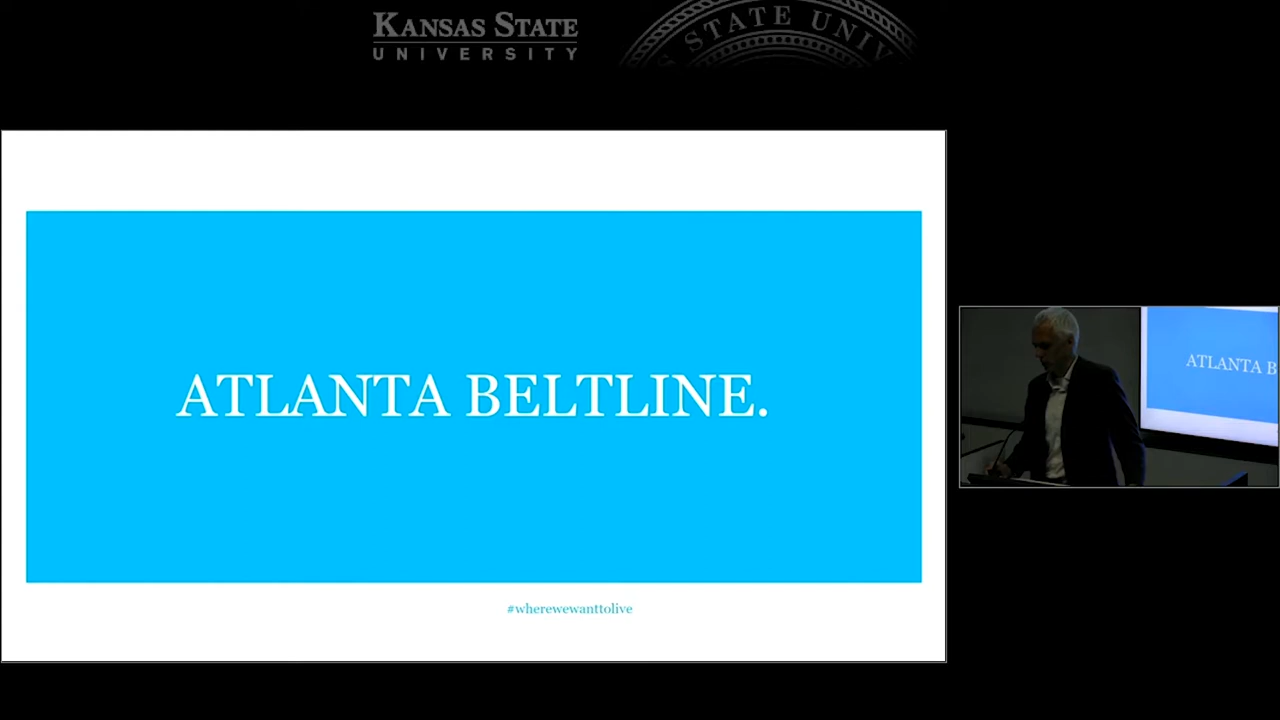 KANSAS STATE
UNIVERSITY
STATE UNIV
ATLANTA BELTLINE.
#wherewewanttolive
ATLANTA B